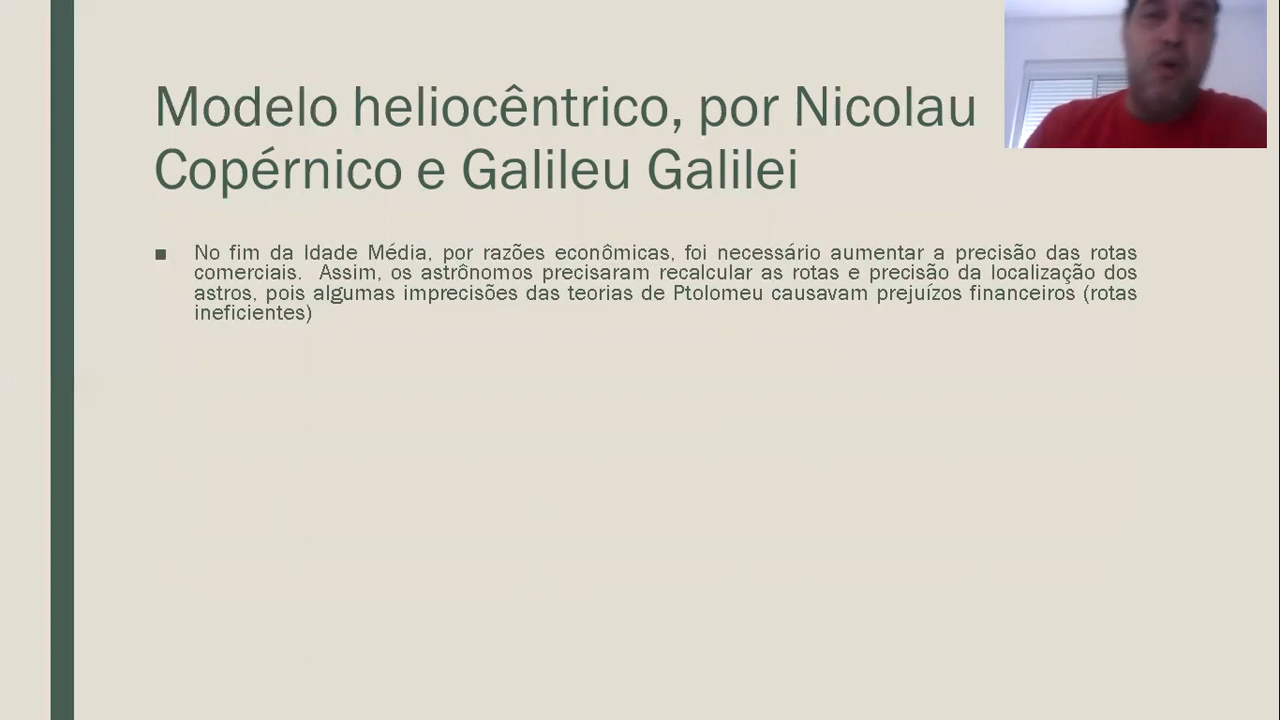 Modelo heliocêntrico, por Nicolau
Copérnico e Galileu Galilei
■ No fim da Idade Média, por razões econômicas, foi necessário aumentar a precisão das rotas
comerciais. Assim, os astrônomos precisaram recalcular as rotas e precisão da localização dos
astros, pois algumas imprecisões das teorias de Ptolomeu causavam prejuízos financeiros (rotas
ineficientes)